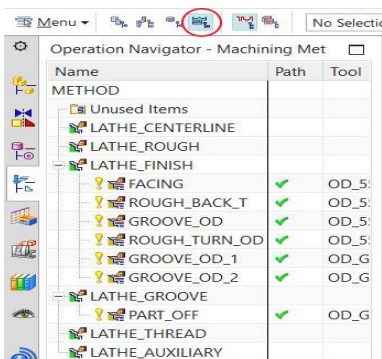 Menu No Selecti
Operation Navigator - Machining Met
Name Path Tool
METHOD
Unused Items
LATHE_CENTERLINE
LATHE_ROUGH
LATHE_FINISH
FACING OD_5
ROUGH_BACK_T OD_5
GROOVE_OD OD_5
ROUGH_TURN_OD OD_5
GROOVE_OD_1 OD_G
GROOVE_OD_2 OD_G
LATHE_GROOVE
PART_OFF OD_G
LATHE_THREAD
LATHE_AUXILIARY